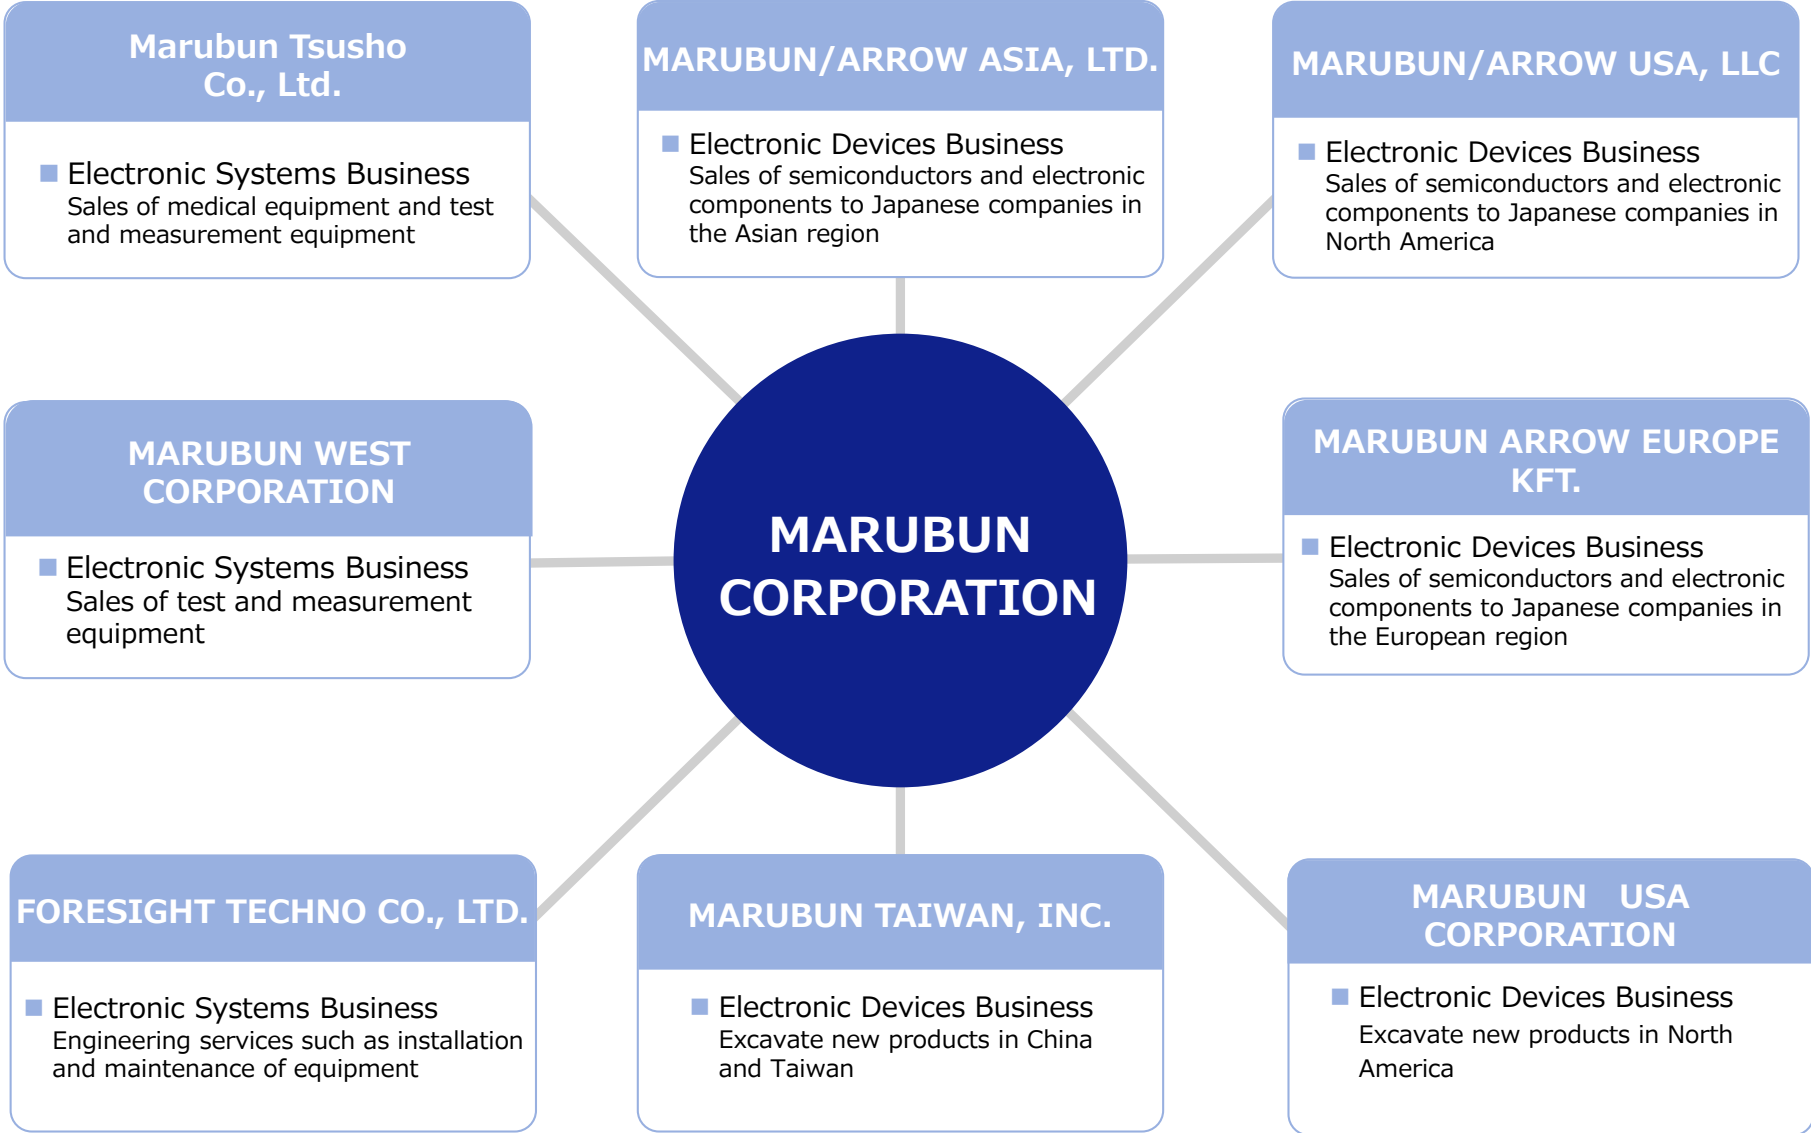 Marubun Tsusho
Co., Ltd.
■ Electronic Systems Business
Sales of medical equipment and test
and measurement equipment
MARUBUN/ARROW ASIA, LTD.
■ Electronic Devices Business
Sales of semiconductors and electronic
components to Japanese companies in
the Asian region
MARUBUN/ARROW USA, LLC
■ Electronic Devices Business
Sales of semiconductors and electronic
components to Japanese companies in
North America
MARUBUN WEST
CORPORATION
■ Electronic Systems Business
Sales of test and measurement
equipment
MARUBUN
CORPORATION
MARUBUN ARROW EUROPE
KFT.
■ Electronic Devices Business
Sales of semiconductors and electronic
components to Japanese companies in
the European region
FORESIGHT TECHNO CO., LTD.
■ Electronic Systems Business
Engineering services such as installation
and maintenance of equipment
MARUBUN TAIWAN, INC.
■ Electronic Devices Business
Excavate new products in China
and Taiwan
MARUBUN USA
CORPORATION
■ Electronic Devices Business
Excavate new products in North
America